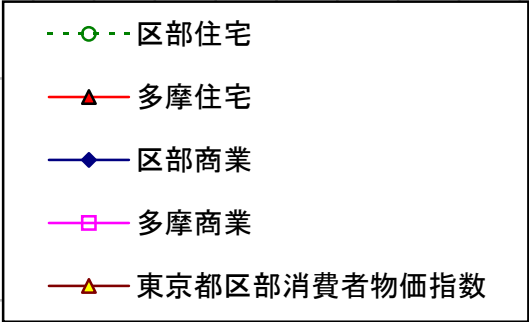 区部住宅
多摩住宅
区部商業
多摩商業
東京都区部消費者物価指数